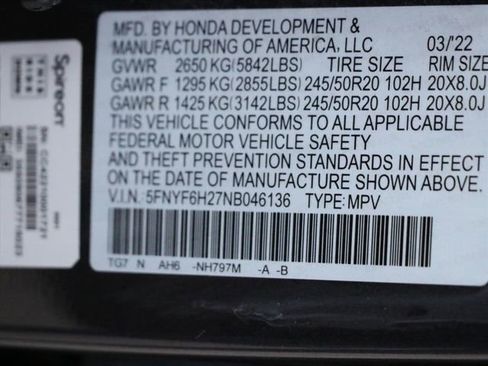 MFD. BY HONDA DEVELOPMENT &
MANUFACTURING OF AMERICA, LLC 03/'22
GVWR 2650 KG(5842LBS) TIRE SIZE RIM SIZE
GAWR F 1295 KG(2855LBS) 245/50R20 102H 20X8.0J
GAWR R 1425 KG(3142LBS) 245/50R20 102H 20X8.0J
THIS VEHICLE CONFORMS TO ALL APPLICABLE
FEDERAL MOTOR VEHICLE SAFETY
AND THEFT PREVENTION STANDARDS IN EFFECT
ON THE DATE OF MANUFACTURE SHOWN ABOVE.
V.I.N. 5FNYF6H27NB046136 TYPE: MPV
TG7 N AH6 -NH797M -A -B
Spireon